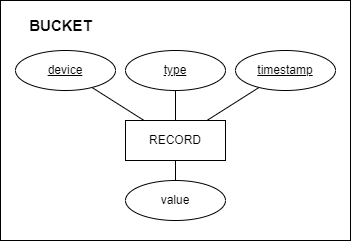 BUCKET
device
type
timestamp
RECORD
value